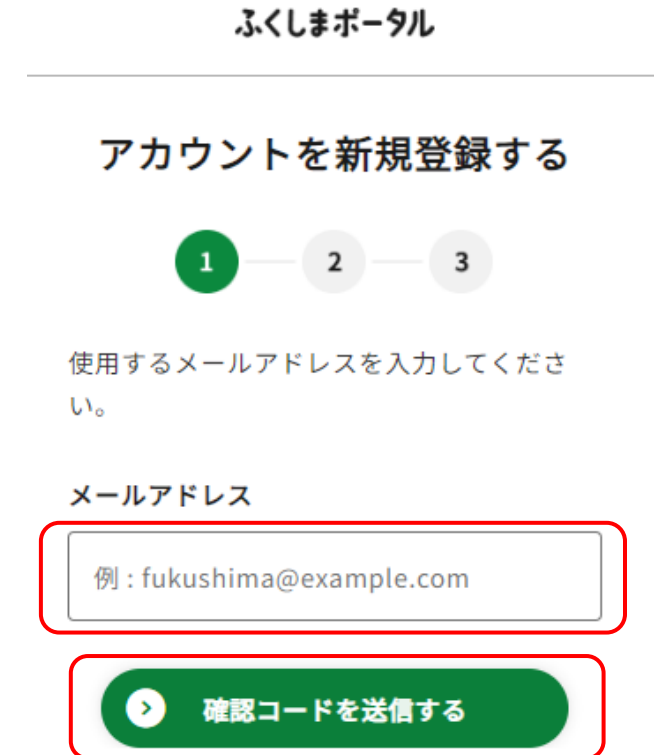 ふくしまポータル
アカウントを新規登録する
1
2
3
使用するメールアドレスを入力してくださ
い。
メールアドレス
例 : fukushima@example.com
確認コードを送信する